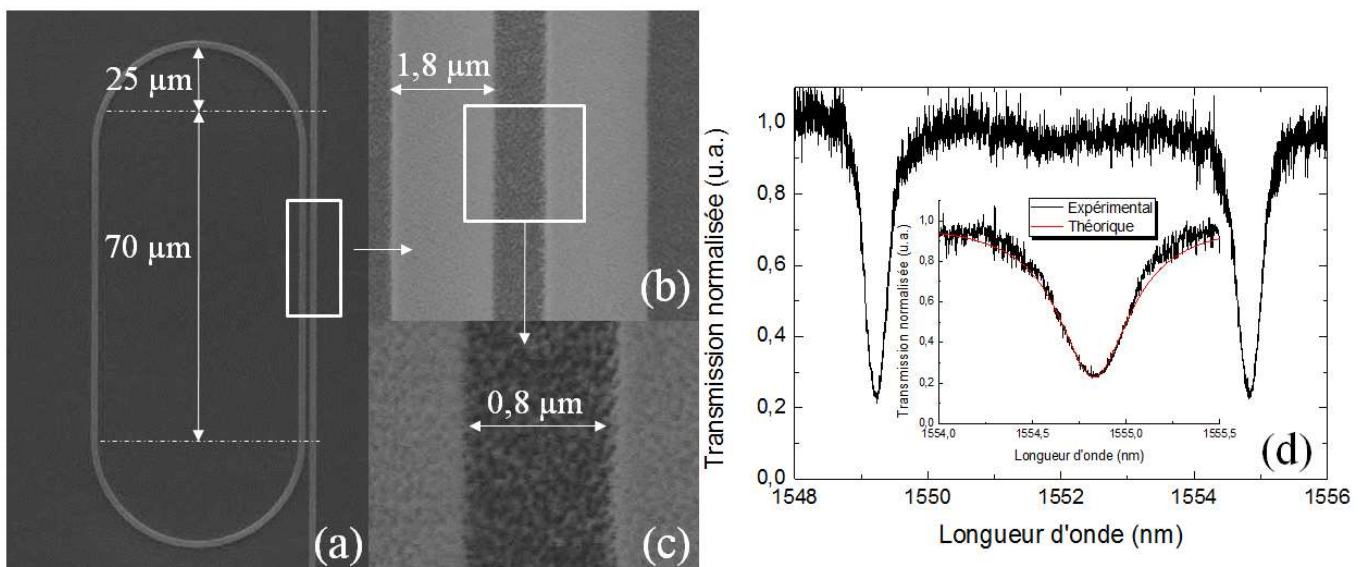 25 μm
70 μm
(a)
1,8 μm
(b)
0,8 μm
(c)
Transmission normalisée (u.a.)
1,0
0,8
0,6
0,4
0,2
0,0
1548
1550
1552
1554
1556
Longueur d'onde (nm)
Transmission normalisée (u.a.)
1,0
0,8
0,6
0,4
0,2
0,0
1554,0
1554,5
1555,0
1555,5
Longueur d'onde (nm)
Expérimental
Théorique
(d)